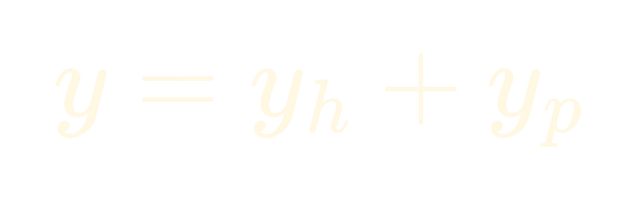 y = y_h + y_p